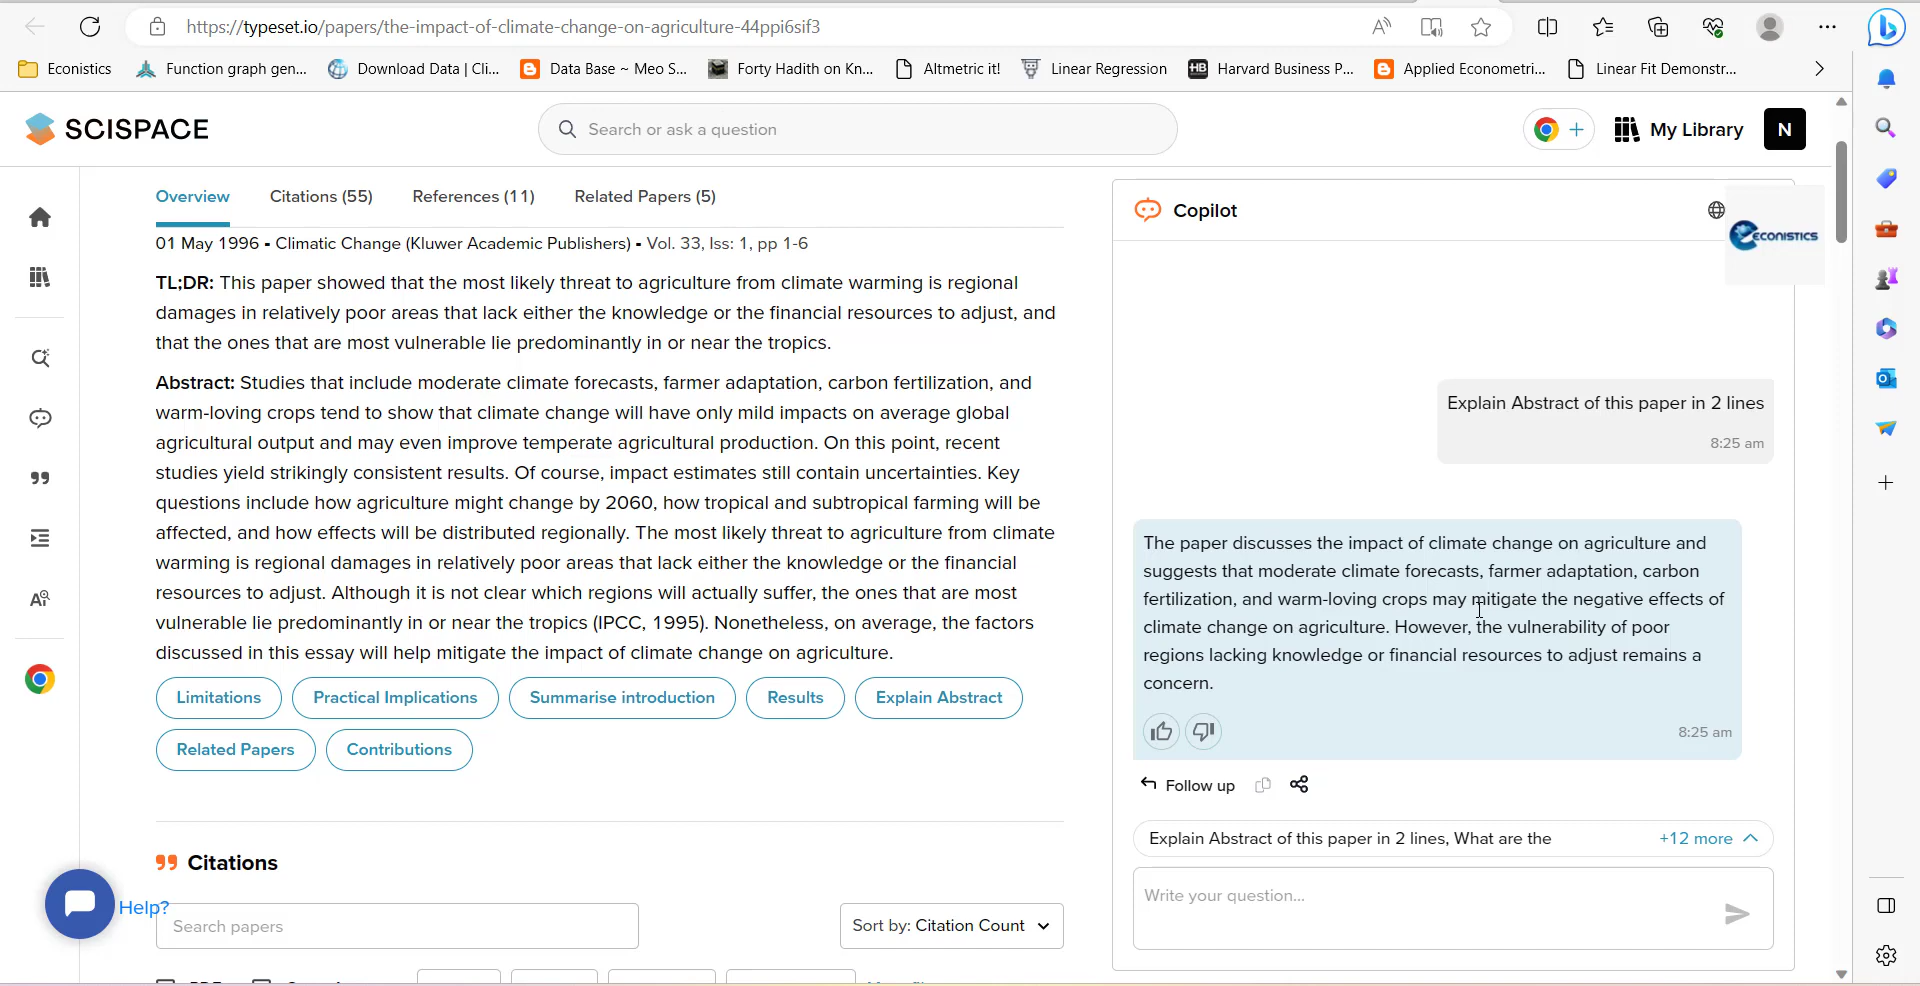 https://typeset.io/papers/the-impact-of-climate-change-on-agriculture-44ppi6sif3
Econistics
Function graph gen...
Download Data | Cli...
Data Base ~ Meo S...
Forty Hadith on Kn...
Altmetric it!
Linear Regression
Harvard Business P...
Applied Econometri...
Linear Fit Demonstr...
SCISPACE
Search or ask a question
My Library
N
Overview
Citations (55)
References (11)
Related Papers (5)
01 May 1996 - Climatic Change (Kluwer Academic Publishers) - Vol. 33, Iss: 1, pp 1-6
TL;DR: This paper showed that the most likely threat to agriculture from climate warming is regional
damages in relatively poor areas that lack either the knowledge or the financial resources to adjust, and
that the ones that are most vulnerable lie predominantly in or near the tropics.
Abstract: Studies that include moderate climate forecasts, farmer adaptation, carbon fertilization, and
warm-loving crops tend to show that climate change will have only mild impacts on average global
agricultural output and may even improve temperate agricultural production. On this point, recent
studies yield strikingly consistent results. Of course, impact estimates still contain uncertainties. Key
questions include how agriculture might change by 2060, how tropical and subtropical farming will be
affected, and how effects will be distributed regionally. The most likely threat to agriculture from climate
warming is regional damages in relatively poor areas that lack either the knowledge or the financial
resources to adjust. Although it is not clear which regions will actually suffer, the ones that are most
vulnerable lie predominantly in or near the tropics (IPCC, 1995). Nonetheless, on average, the factors
discussed in this essay will help mitigate the impact of climate change on agriculture.
Limitations
Practical Implications
Summarise introduction
Results
Explain Abstract
Related Papers
Contributions
Citations
Help?
Search papers
Sort by: Citation Count
Copilot
ECONISTICS
Explain Abstract of this paper in 2 lines
8:25 am
The paper discusses the impact of climate change on agriculture and
suggests that moderate climate forecasts, farmer adaptation, carbon
fertilization, and warm-loving crops may mitigate the negative effects of
climate change on agriculture. However, the vulnerability of poor
regions lacking knowledge or financial resources to adjust remains a
concern.
8:25 am
Follow up
Explain Abstract of this paper in 2 lines, What are the
+12 more
Write your question...